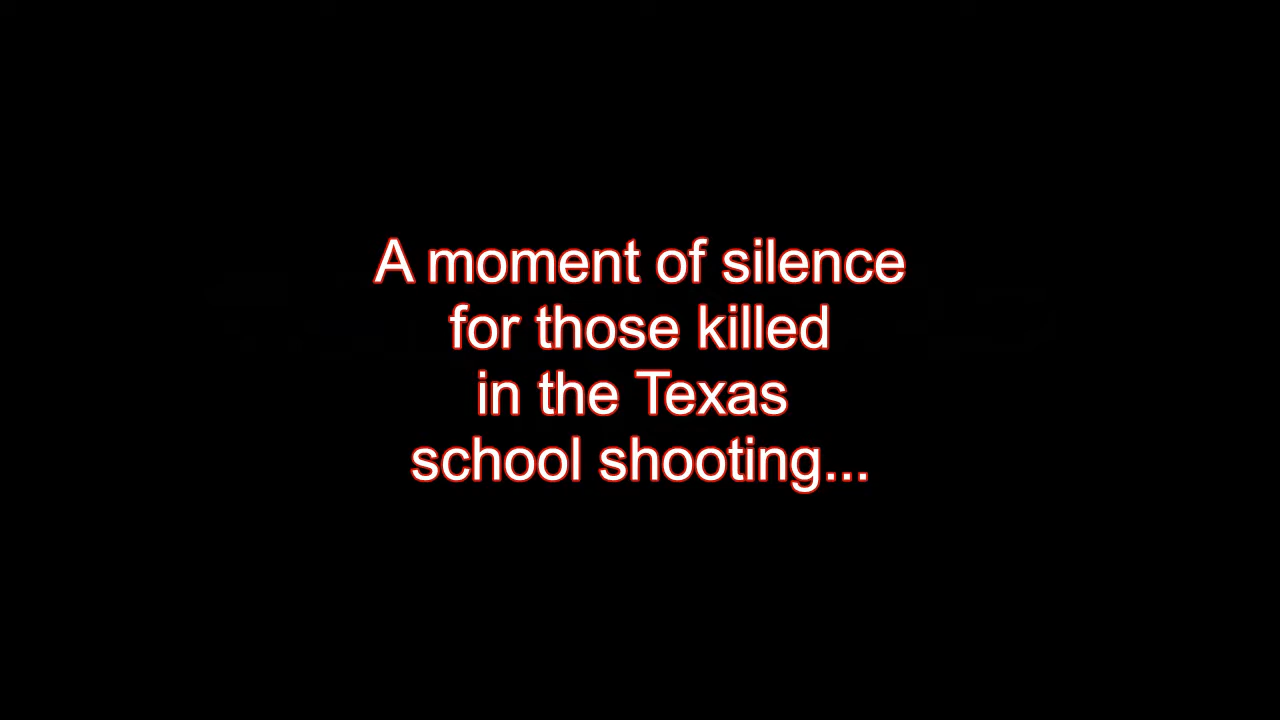 A moment of silence
for those killed
in the Texas
school shooting...